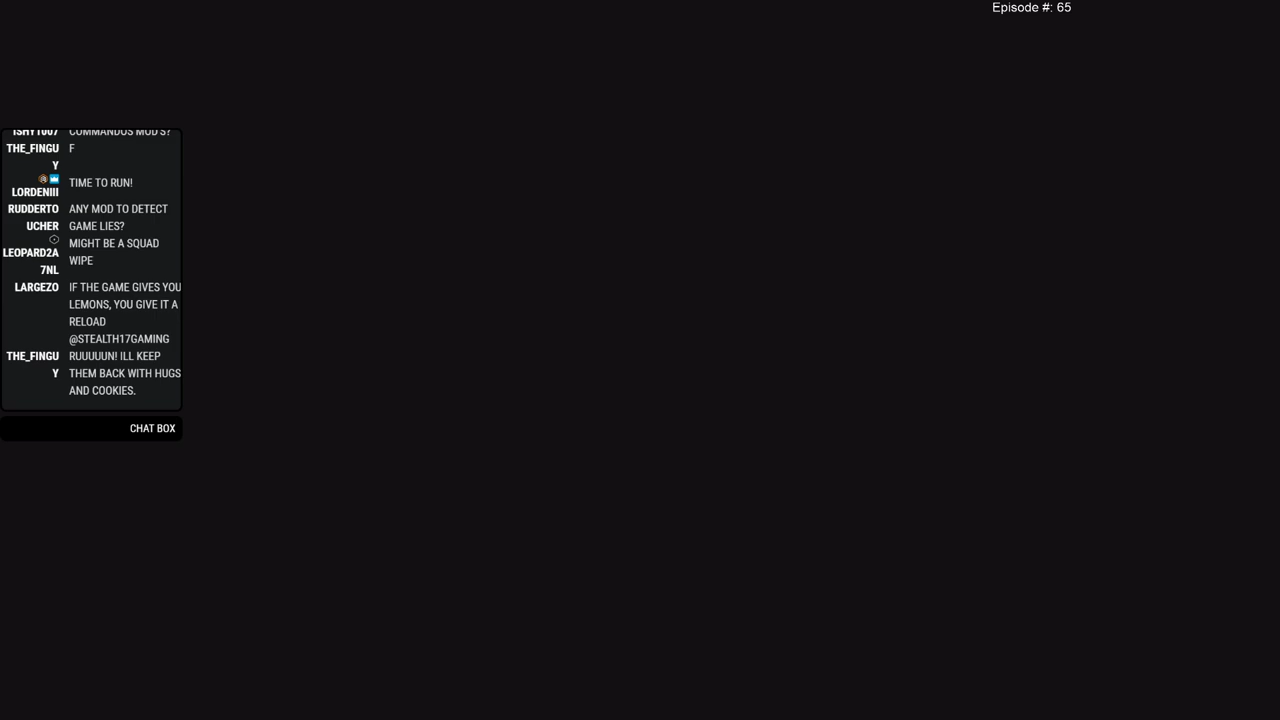 Episode #: 65
ISHY1007 COMMANDOS MOD'S?
THE_FINGU F
Y
LORDENIII TIME TO RUN!
RUDDERTO ANY MOD TO DETECT
UCHER GAME LIES?
LEOPARD2A MIGHT BE A SQUAD
7NL WIPE
LARGEZO IF THE GAME GIVES YOU
LEMONS, YOU GIVE IT A
RELOAD
@STEALTH17GAMING
THE_FINGU RUUUUUN! ILL KEEP
Y THEM BACK WITH HUGS
AND COOKIES.
CHAT BOX